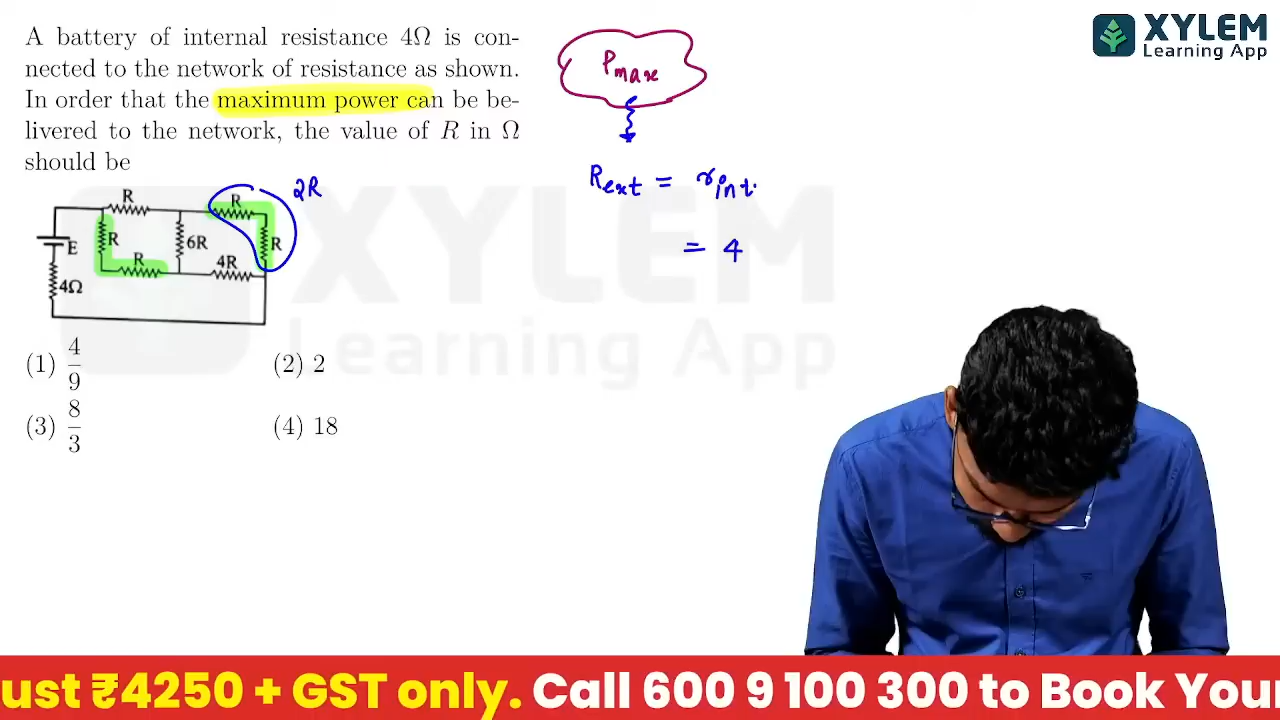 A battery of internal resistance 4Ω is con-
nected to the network of resistance as shown.
In order that the maximum power can be be-
livered to the network, the value of R in Ω
should be
R
R
R
R
R
6R
4R
E
4Ω
(1) 4/9
(2) 2
(3) 8/3
(4) 18
Pmax
Rext = rint.
= 4
2R
XYLEM
Learning App
XYLEM
Learning App
ust ₹4250 + GST only. Call 600 9 100 300 to Book Your